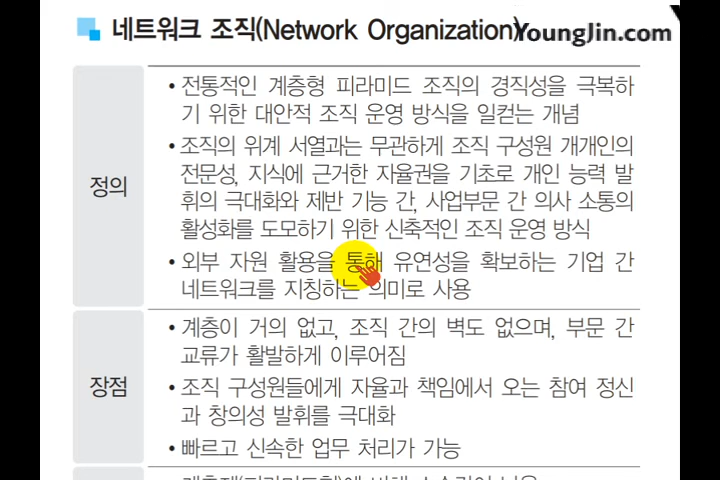 네트워크 조직(Network Organization)
YoungJin.com
정의
• 전통적인 계층형 피라미드 조직의 경직성을 극복하
기 위한 대안적 조직 운영 방식을 일컫는 개념
• 조직의 위계 서열과는 무관하게 조직 구성원 개개인의
전문성, 지식에 근거한 자율권을 기초로 개인 능력 발
휘의 극대화와 제반 기능 간, 사업부문 간 의사 소통의
활성화를 도모하기 위한 신축적인 조직 운영 방식
• 외부 자원 활용을 통해 유연성을 확보하는 기업 간
네트워크를 지칭하는 의미로 사용
장점
• 계층이 거의 없고, 조직 간의 벽도 없으며, 부문 간
교류가 활발하게 이루어짐
• 조직 구성원들에게 자율과 책임에서 오는 참여 정신
과 창의성 발휘를 극대화
• 빠르고 신속한 업무 처리가 가능